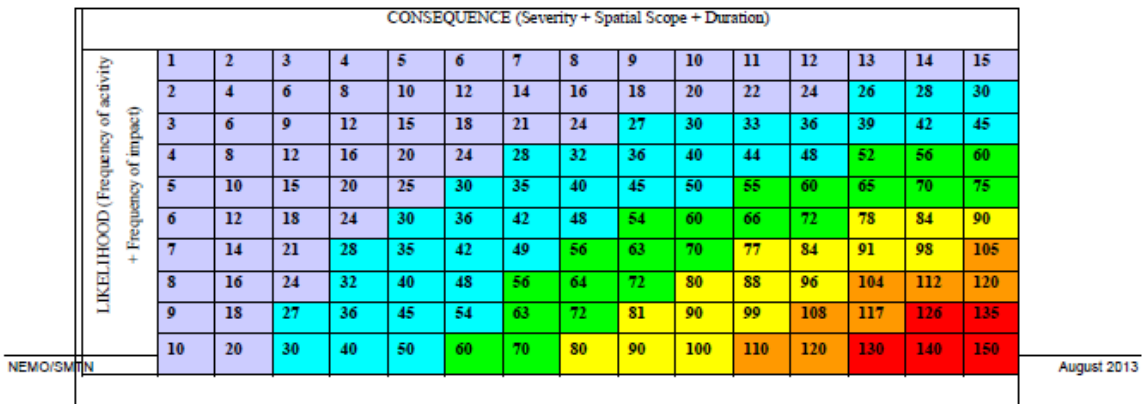 CONSEQUENCE (Severity + Spatial Scope + Duration)
LIKELIHOOD (Frequency of activity
+ Frequency of impact)
1 2 3 4 5 6 7 8 9 10 11 12 13 14 15
2 4 6 8 10 12 14 16 18 20 22 24 26 28 30
3 6 9 12 15 18 21 24 27 30 33 36 39 42 45
4 8 12 16 20 24 28 32 36 40 44 48 52 56 60
5 10 15 20 25 30 35 40 45 50 55 60 65 70 75
6 12 18 24 30 36 42 48 54 60 66 72 78 84 90
7 14 21 28 35 42 49 56 63 70 77 84 91 98 105
8 16 24 32 40 48 56 64 72 80 88 96 104 112 120
9 18 27 36 45 54 63 72 81 90 99 108 117 126 135
10 20 30 40 50 60 70 80 90 100 110 120 130 140 150
NEMO/SMTN August 2013